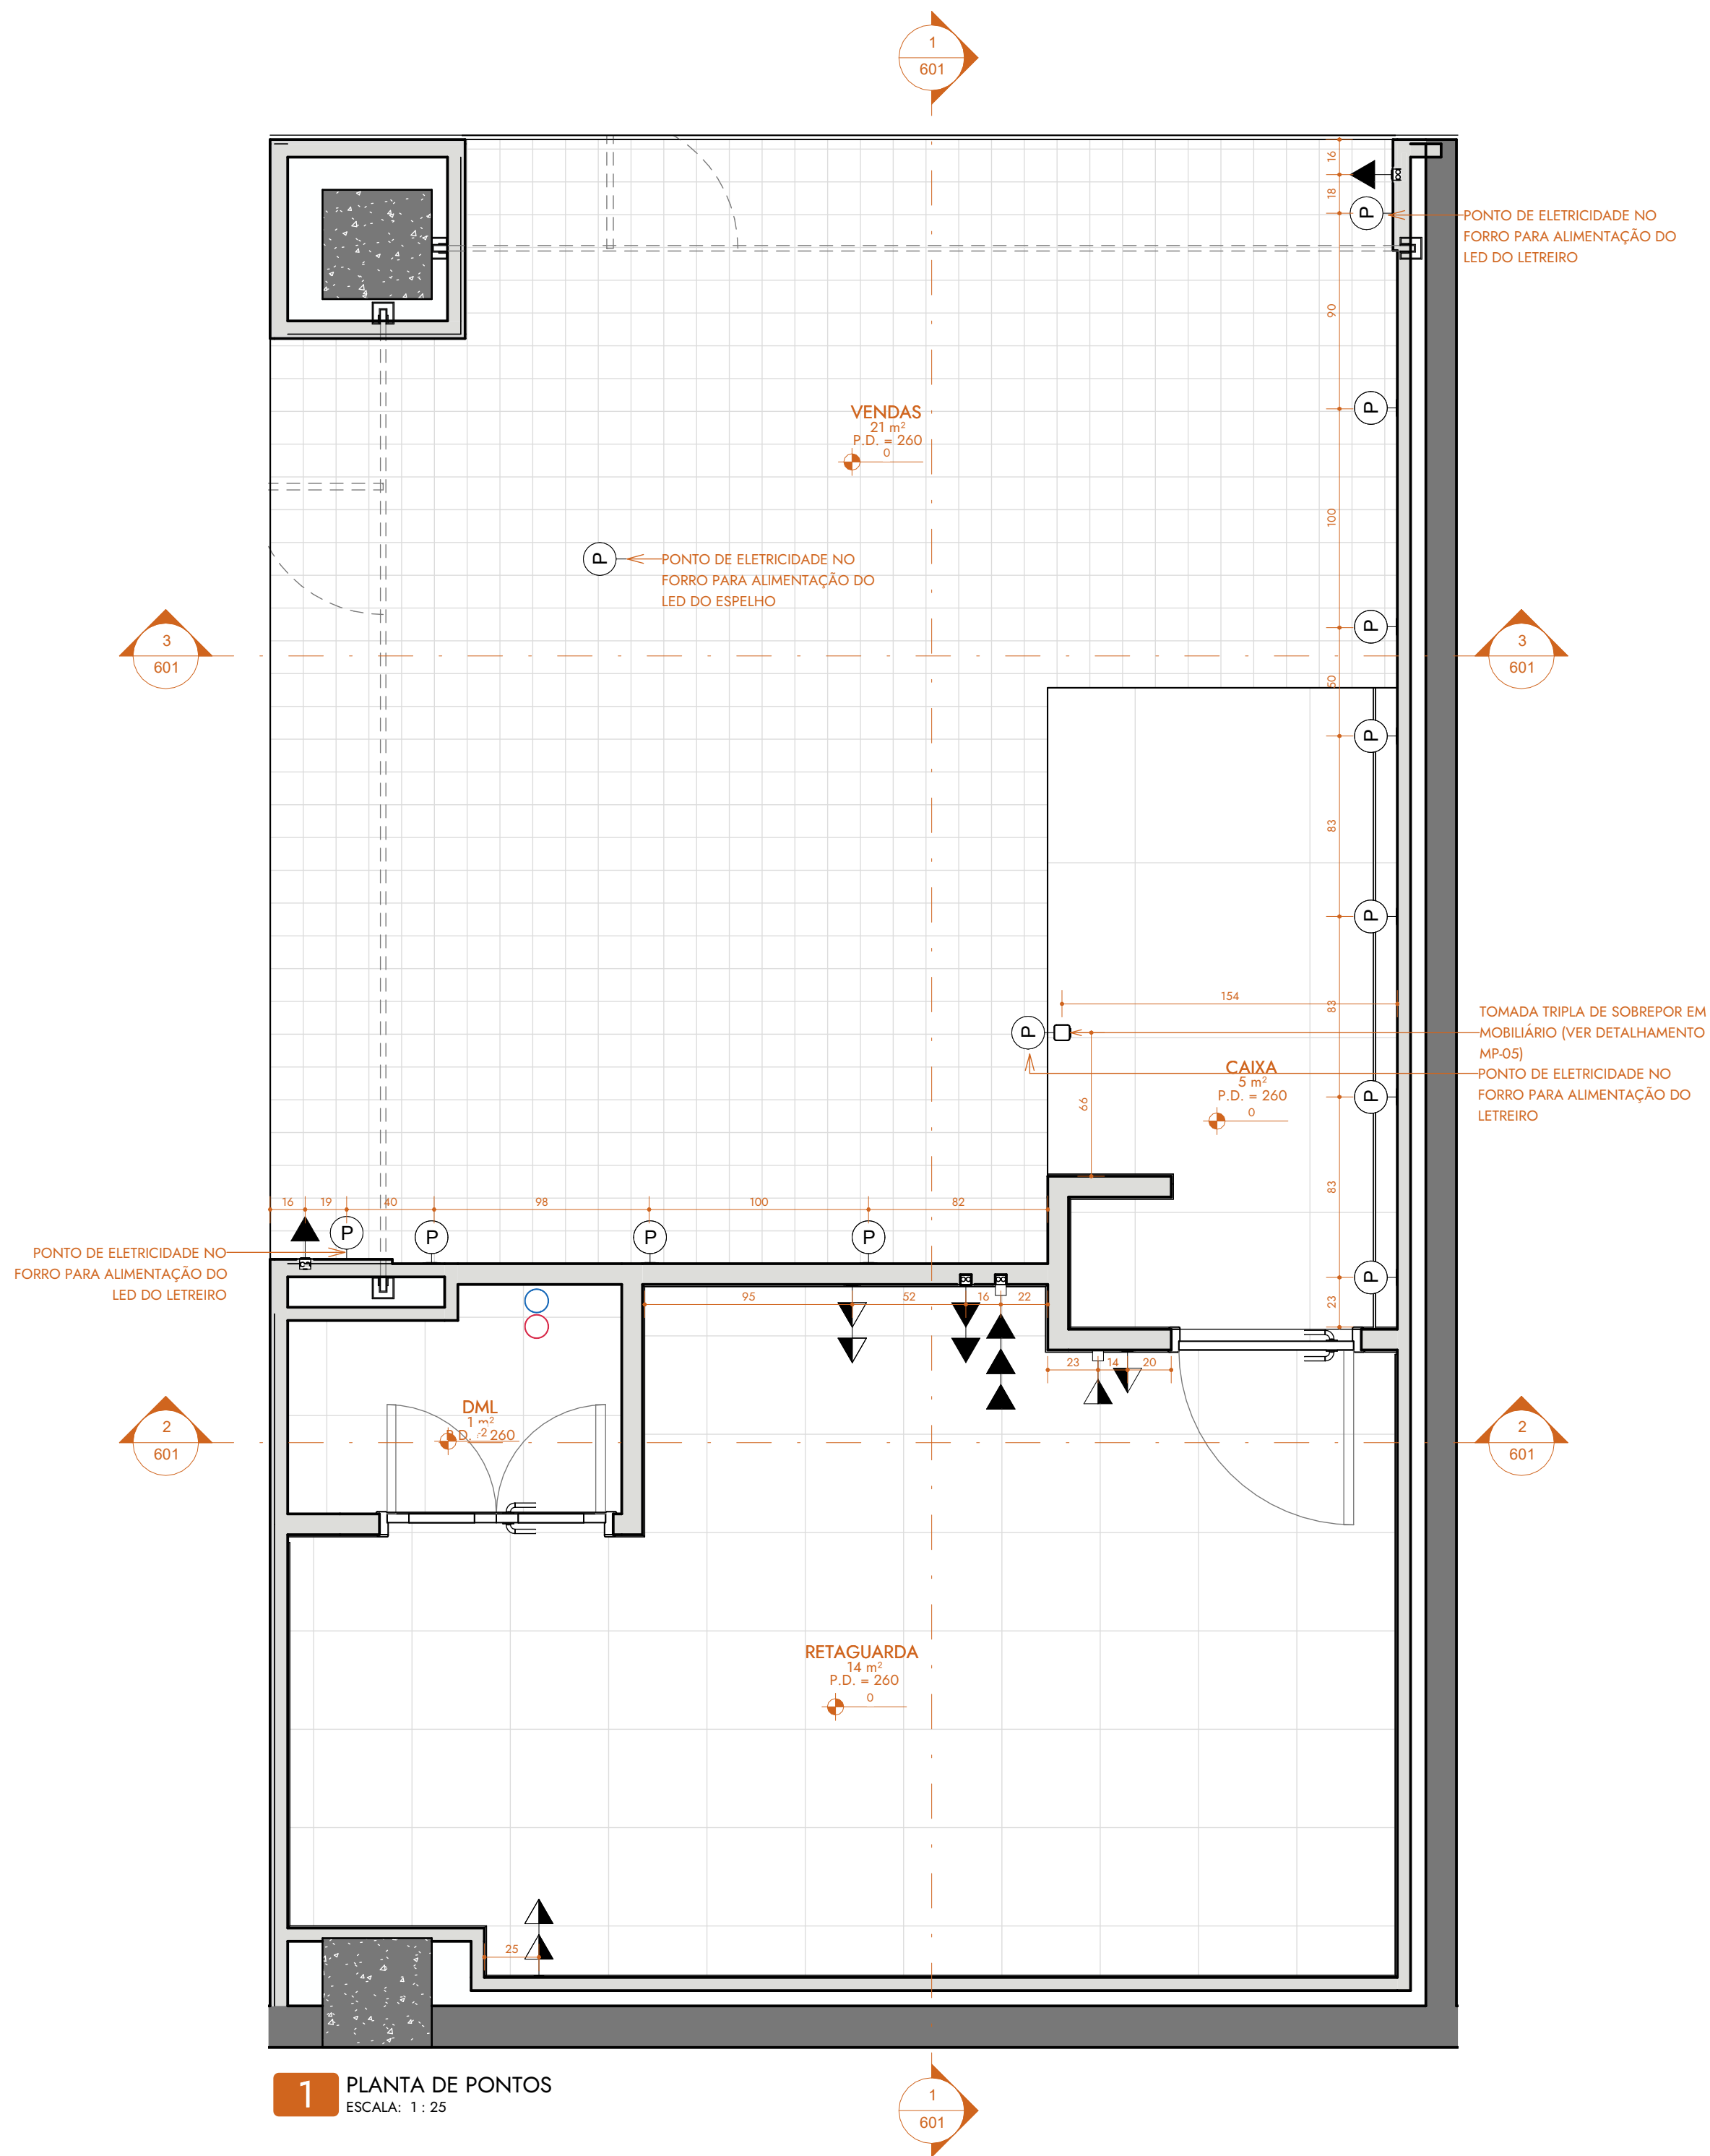 1
601
16
18
P
PONTO DE ELETRICIDADE NO
FORRO PARA ALIMENTAÇÃO DO
LED DO LETREIRO
90
P
VENDAS
21 m²
P.D. = 260
0
100
P
PONTO DE ELETRICIDADE NO
FORRO PARA ALIMENTAÇÃO DO
LED DO ESPELHO
P
3
601
3
601
50
P
83
P
154
83
TOMADA TRIPLA DE SOBREPOR EM
MOBILIÁRIO (VER DETALHAMENTO
MP-05)
P
PONTO DE ELETRICIDADE NO
FORRO PARA ALIMENTAÇÃO DO
LETREIRO
CAIXA
5 m²
P.D. = 260
0
66
P
83
16
19
40
98
100
82
P
P
P
P
PONTO DE ELETRICIDADE NO
FORRO PARA ALIMENTAÇÃO DO
LED DO LETREIRO
P
23
95
52
16
22
23
14
20
DML
1 m²
P.D. = 260
-2
2
601
2
601
RETAGUARDA
14 m²
P.D. = 260
0
25
1
PLANTA DE PONTOS
ESCALA: 1 : 25
1
601